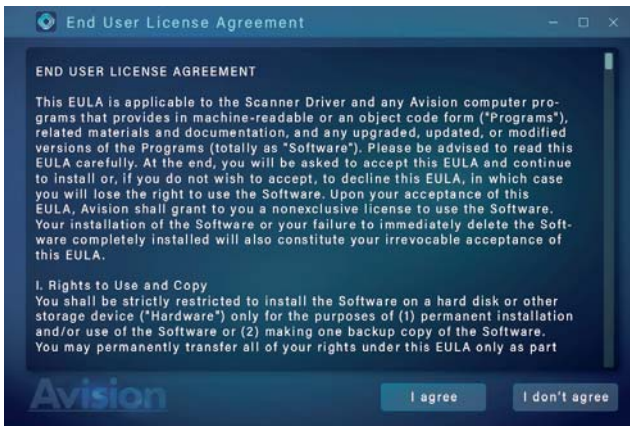 End User License Agreement
END USER LICENSE AGREEMENT
This EULA is applicable to the Scanner Driver and any Avision computer pro-
grams that provides in machine-readable or an object code form ("Programs"),
related materials and documentation, and any upgraded, updated, or modified
versions of the Programs (totally as "Software"). Please be advised to read this
EULA carefully. At the end, you will be asked to accept this EULA and continue
to install or, if you do not wish to accept, to decline this EULA, in which case
you will lose the right to use the Software. Upon your acceptance of this
EULA, Avision shall grant to you a nonexclusive license to use the Software.
Your installation of the Software or your failure to immediately delete the Soft-
ware completely installed will also constitute your irrevocable acceptance of
this EULA.
I. Rights to Use and Copy
You shall be strictly restricted to install the Software on a hard disk or other
storage device ("Hardware") only for the purposes of (1) permanent installation
and/or use of the Software or (2) making one backup copy of the Software.
You may permanently transfer all of your rights under this EULA only as part
Avision
I agree
I don't agree